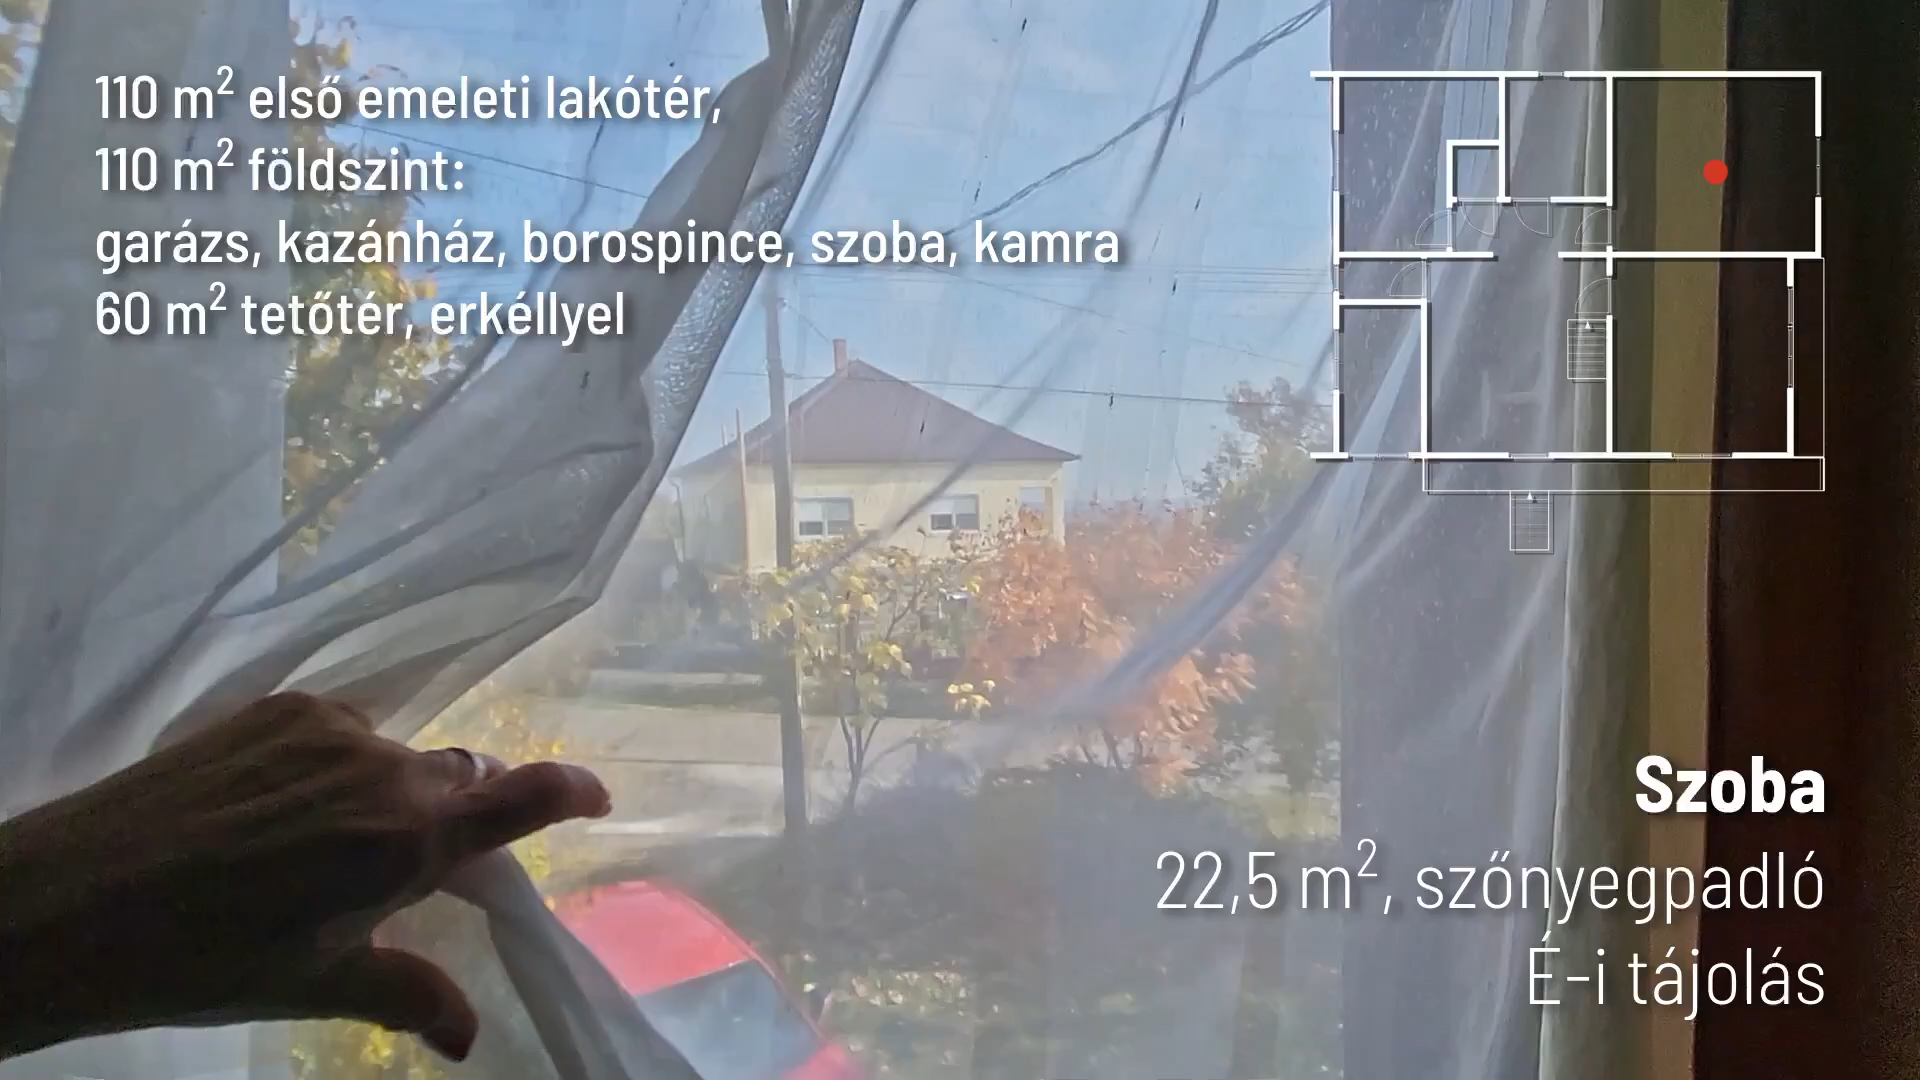 110 m² első emeleti lakótér,
110 m² földszint:
garázs, kazánház, borospince, szoba, kamra
60 m² tetőtér, erkéllyel
Szoba
22,5 m², szőnyegpadló
É-i tájolás